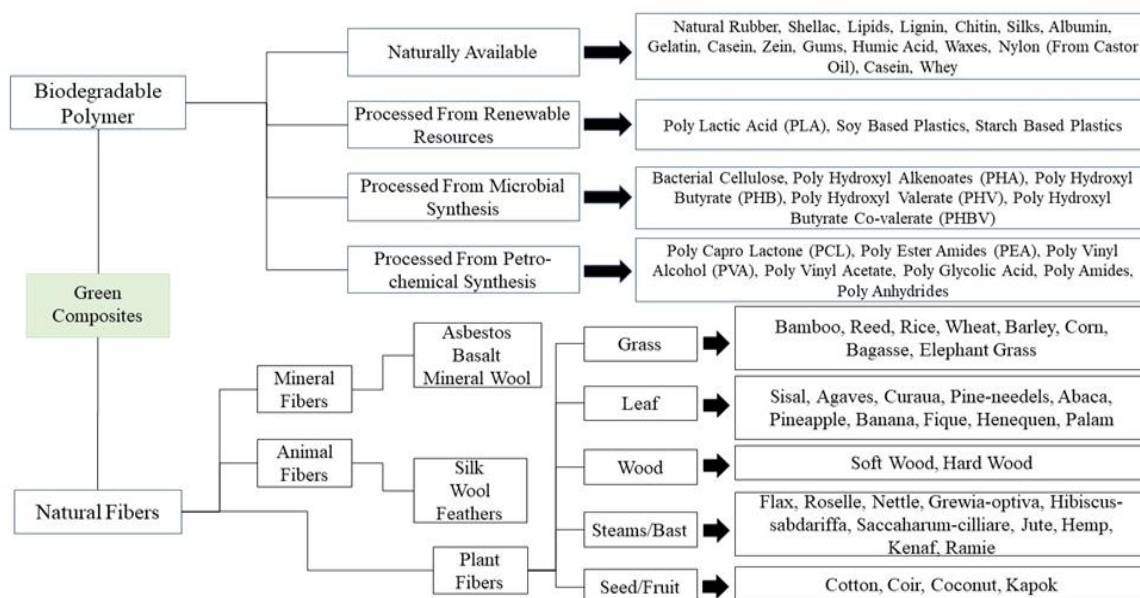 Biodegradable
Polymer
Naturally Available
Natural Rubber, Shellac, Lipids, Lignin, Chitin, Silks, Albumin,
Gelatin, Casein, Zein, Gums, Humic Acid, Waxes, Nylon (From Castor
Oil), Casein, Whey
Processed From Renewable
Resources
Poly Lactic Acid (PLA), Soy Based Plastics, Starch Based Plastics
Processed From Microbial
Synthesis
Bacterial Cellulose, Poly Hydroxyl Alkenoates (PHA), Poly Hydroxyl
Butyrate (PHB), Poly Hydroxyl Valerate (PHV), Poly Hydroxyl
Butyrate Co-valerate (PHBV)
Processed From Petro-
chemical Synthesis
Poly Capro Lactone (PCL), Poly Ester Amides (PEA), Poly Vinyl
Alcohol (PVA), Poly Vinyl Acetate, Poly Glycolic Acid, Poly Amides,
Poly Anhydrides
Green
Composites
Natural Fibers
Mineral
Fibers
Asbestos
Basalt
Mineral Wool
Animal
Fibers
Silk
Wool
Feathers
Plant
Fibers
Grass
Bamboo, Reed, Rice, Wheat, Barley, Corn,
Bagasse, Elephant Grass
Leaf
Sisal, Agaves, Curaua, Pine-needels, Abaca,
Pineapple, Banana, Fique, Henequen, Palam
Wood
Soft Wood, Hard Wood
Steams/Bast
Flax, Roselle, Nettle, Grewia-optiva, Hibiscus-
sabdariffa, Saccaharum-cilliare, Jute, Hemp,
Kenaf, Ramie
Seed/Fruit
Cotton, Coir, Coconut, Kapok